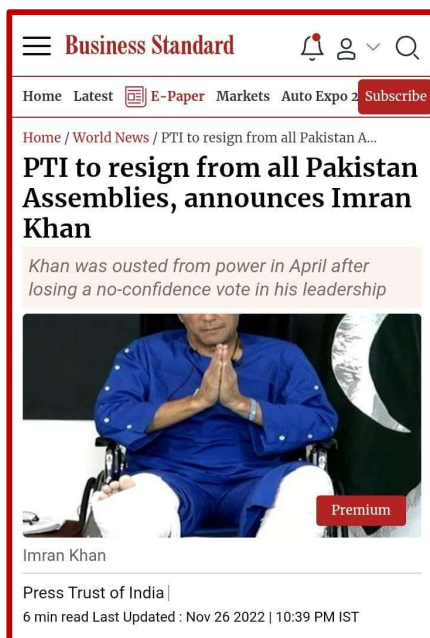 Business Standard
Home Latest E-Paper Markets Auto Expo 2 Subscribe
Home / World News / PTI to resign from all Pakistan A...
PTI to resign from all Pakistan
Assemblies, announces Imran
Khan
Khan was ousted from power in April after
losing a no-confidence vote in his leadership
Premium
Imran Khan
Press Trust of India
6 min read Last Updated : Nov 26 2022 | 10:39 PM IST